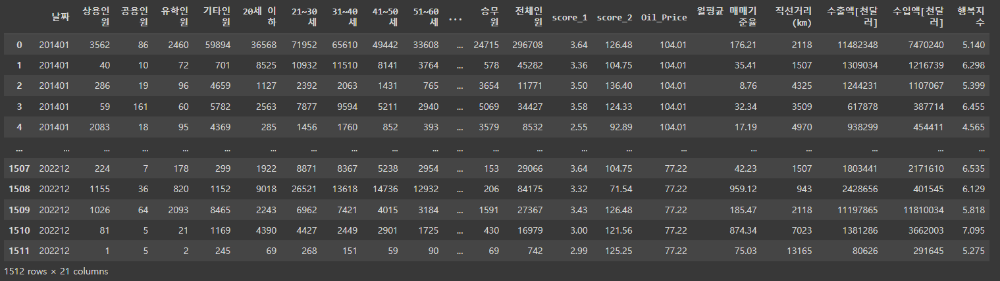 날짜 상용인원 공용인원 유학인원 기타인원 20세 이하 21~30세 31~40세 41~50세 51~60세 ... 승무원 전체인원 score_1 score_2 Oil_Price 월평균 매매기준율 직선거리(km) 수출액[천달러] 수입액[천달러] 행복지수
0 201401 3562 86 2460 59894 36568 71952 65610 49442 33608 ... 24715 296708 3.64 126.48 104.01 176.21 2118 11482348 7470240 5.140
1 201401 40 10 72 701 8525 10932 11510 8141 3764 ... 578 45282 3.36 104.75 104.01 35.41 1507 1309034 1216739 6.298
2 201401 286 19 96 4659 1127 2392 2063 1431 765 ... 3654 11771 3.50 136.40 104.01 8.76 4325 1244231 1107067 5.399
3 201401 59 161 60 5782 2563 7877 9594 5211 2940 ... 5069 34427 3.58 124.33 104.01 32.34 3509 617878 387714 6.455
4 201401 2083 18 95 4369 285 1456 1760 852 393 ... 3579 8532 2.55 92.89 104.01 17.19 4970 938299 454411 4.565
... ... ... ... ... ... ... ... ... ... ... ... ... ... ... ... ... ... ... ... ... ...
1507 202212 224 7 178 299 1922 8871 8367 5238 2954 ... 153 29066 3.64 104.75 77.22 42.23 1507 1803441 2171610 6.535
1508 202212 1155 36 820 1152 9018 26521 13618 14736 12932 ... 206 84175 3.32 71.54 77.22 959.12 943 2428656 401545 6.129
1509 202212 1026 64 2093 8465 2243 6962 7421 4015 3184 ... 1591 27367 3.43 126.48 77.22 185.47 2118 11197865 11810034 5.818
1510 202212 81 5 21 1169 4390 4427 2449 2901 1725 ... 430 16979 3.00 121.56 77.22 874.34 7023 1381286 3662003 7.095
1511 202212 1 5 2 245 69 268 151 59 90 ... 69 742 2.99 125.25 77.22 75.03 13165 80626 291645 5.275
1512 rows × 21 columns